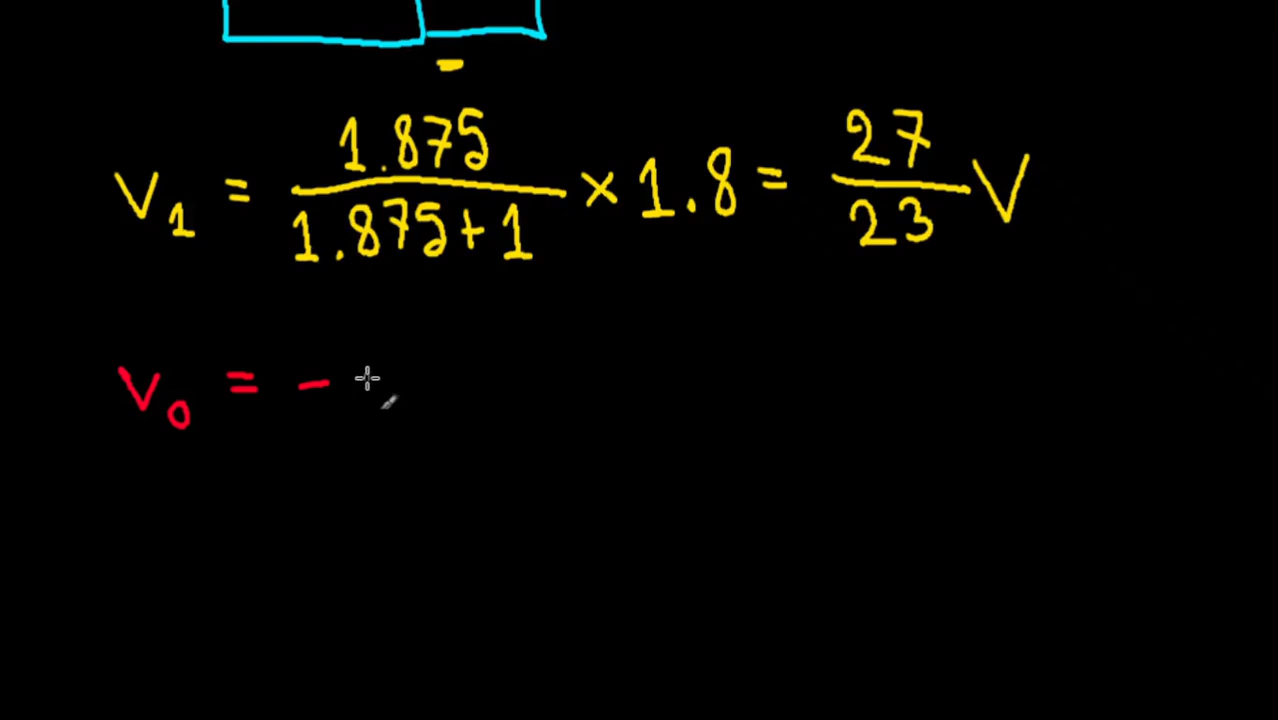 V₁ = 1.875 / 1.875+1 × 1.8 = 27 / 23 V
V₀ = -